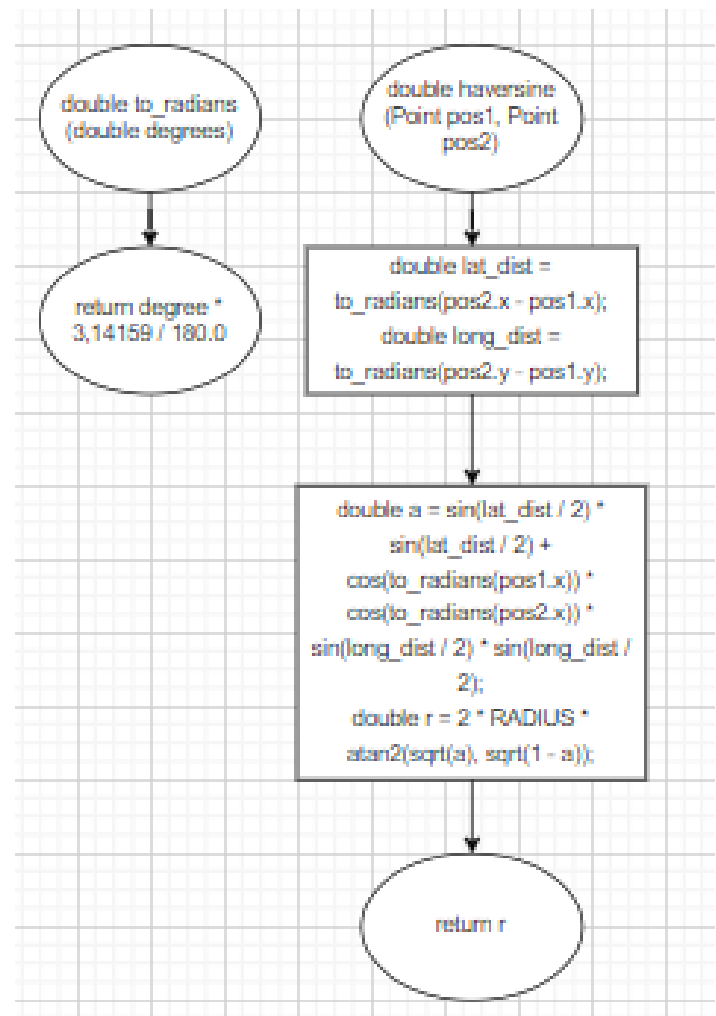 double to_radians
(double degrees)
return degree *
3,14159 / 180.0
double haversine
(Point pos1, Point
pos2)
double lat_dist =
to_radians(pos2.x - pos1.x);
double long_dist =
to_radians(pos2.y - pos1.y);
double a = sin(lat_dist / 2) *
sin(lat_dist / 2) +
cos(to_radians(pos1.x)) *
cos(to_radians(pos2.x)) *
sin(long_dist / 2) * sin(long_dist /
2);
double r = 2 * RADIUS *
atan2(sqrt(a), sqrt(1 - a));
return r